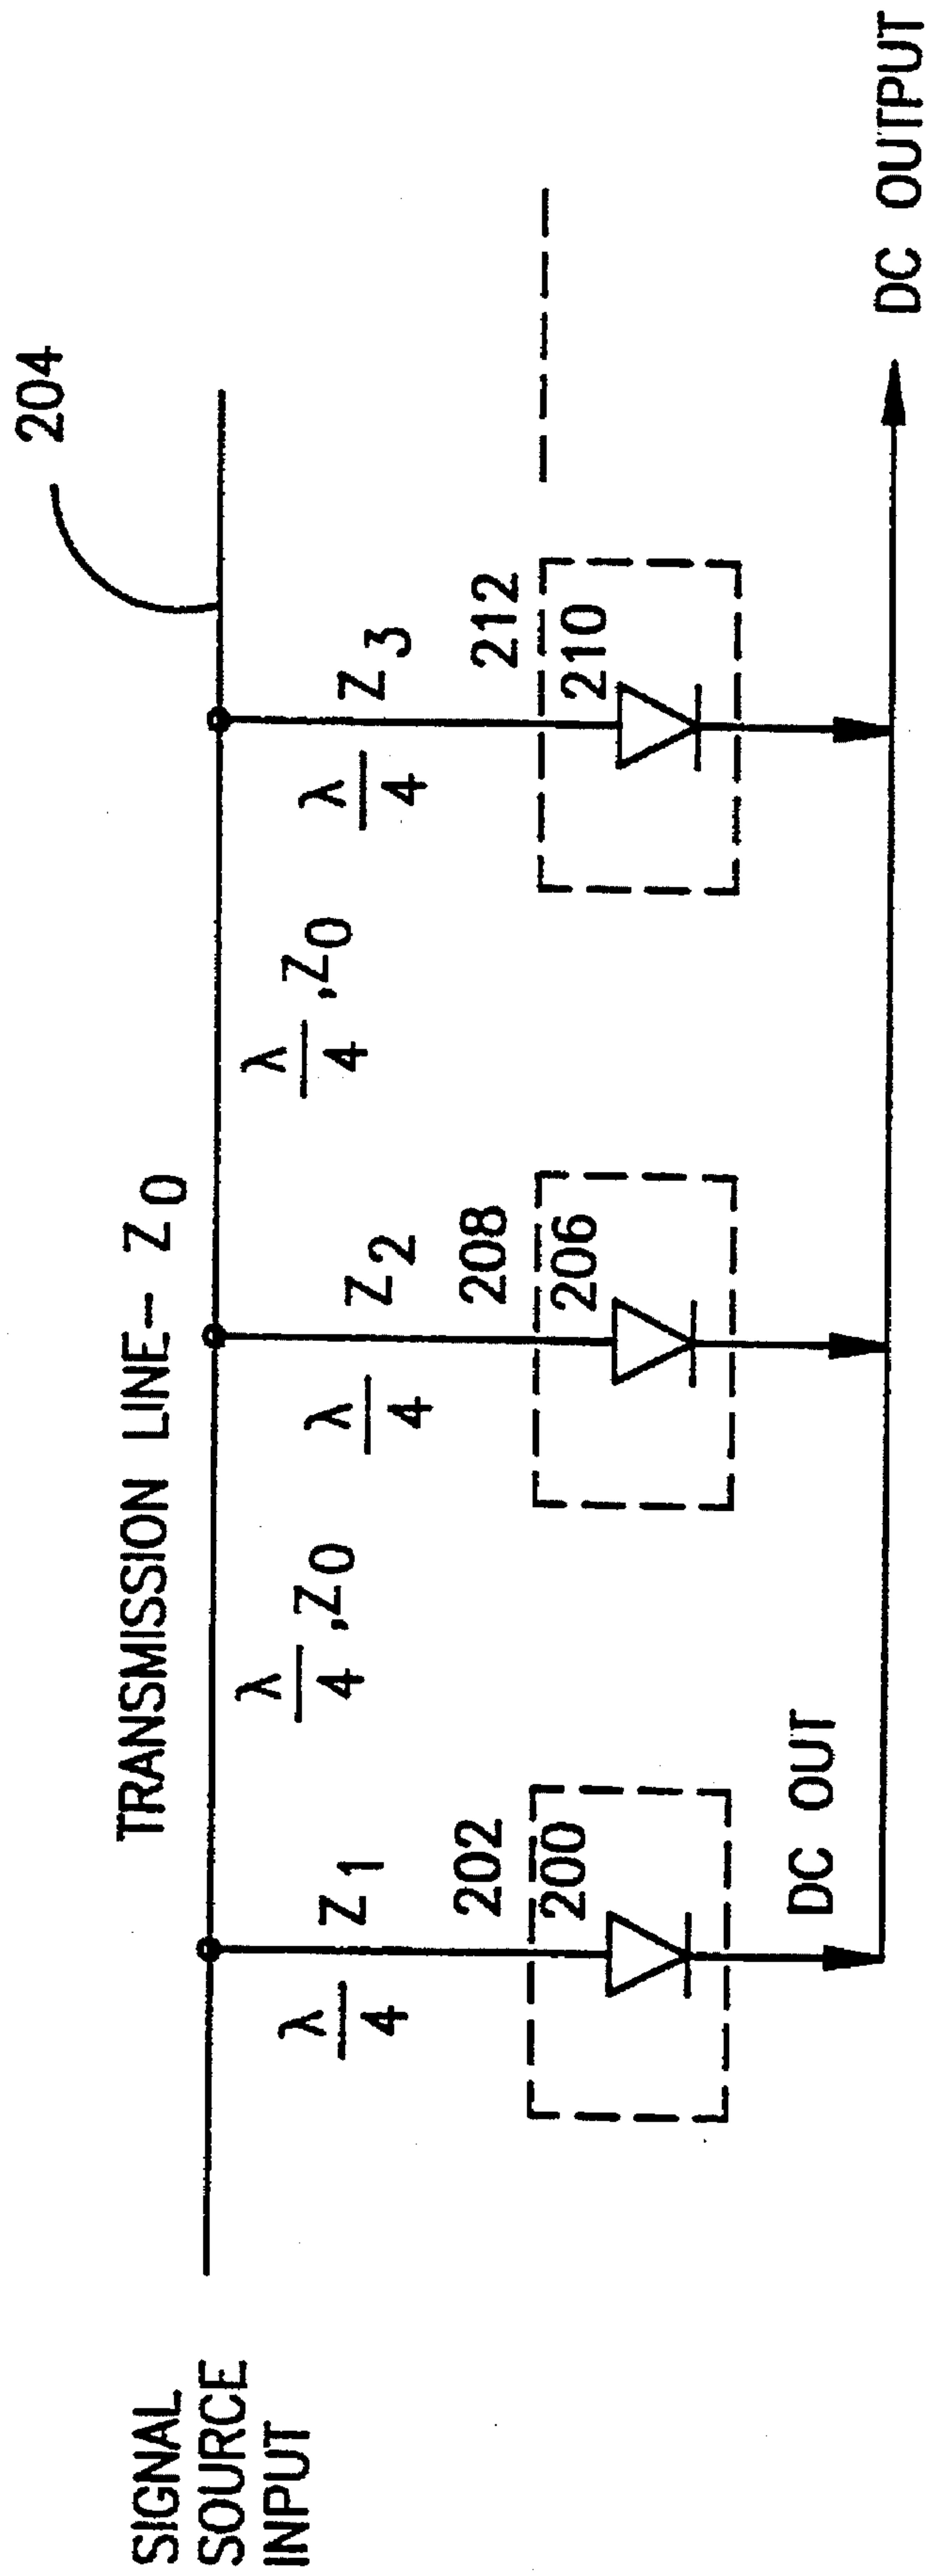 204
TRANSMISSION LINE– Z0
SIGNAL
SOURCE
INPUT
λ/4
Z1
λ/4 ,Z0
λ/4
Z2
λ/4 ,Z0
λ/4
Z3
202
200
208
206
212
210
DC OUT
DC OUTPUT